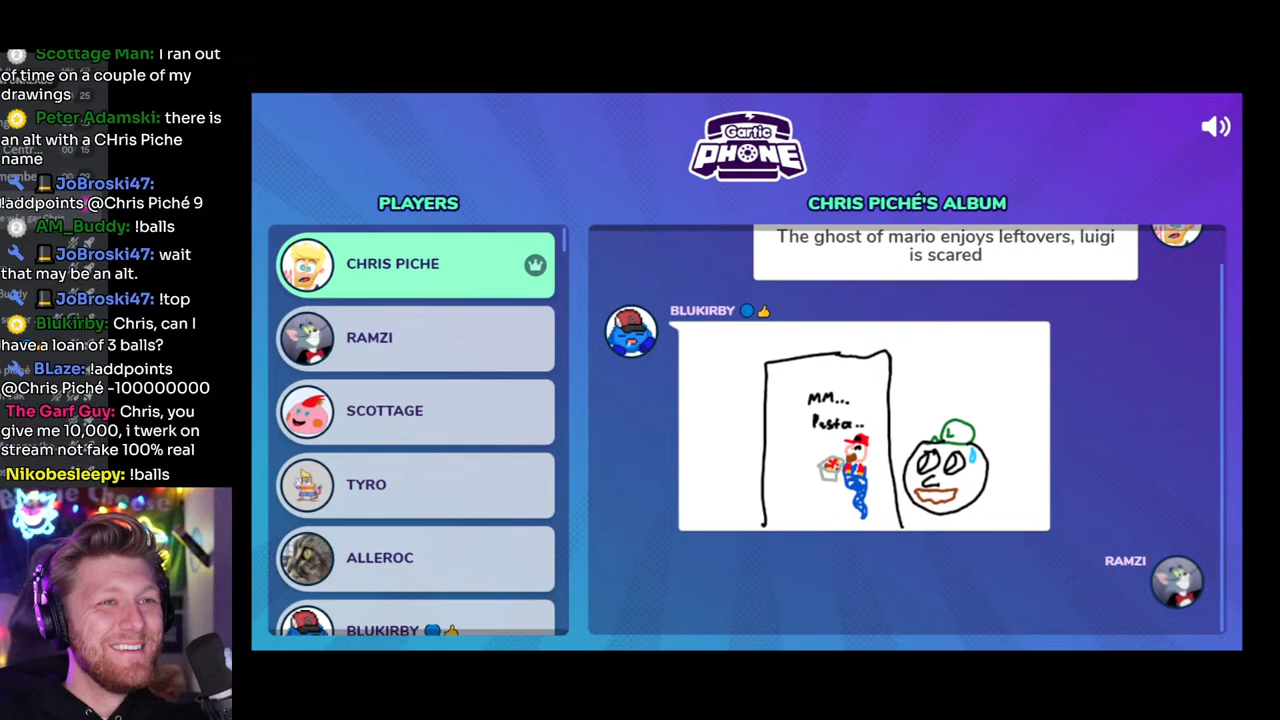 Scottage Man: I ran out
of time on a couple of my
drawings
Peter Adamski: there is
an alt with a CHris Piche
name
JoBroski47:
!addpoints @Chris Piché 9
AM_Buddy: !balls
JoBroski47: wait
that may be an alt.
JoBroski47: !top
Blukirby: Chris, can I
have a loan of 3 balls?
BLaze: !addpoints
@Chris Piché -100000000
The Garf Guy: Chris, you
give me 10,000, i twerk on
stream not fake 100% real
Nikobesleepy: !balls
Gartic
PHONE
PLAYERS
CHRIS PICHE
RAMZI
SCOTTAGE
TYRO
ALLEROC
BLUKIRBY 🔵👍
CHRIS PICHÉ'S ALBUM
The ghost of mario enjoys leftovers, luigi
is scared
BLUKIRBY 🔵👍
MM...
Pasta..
L
RAMZI